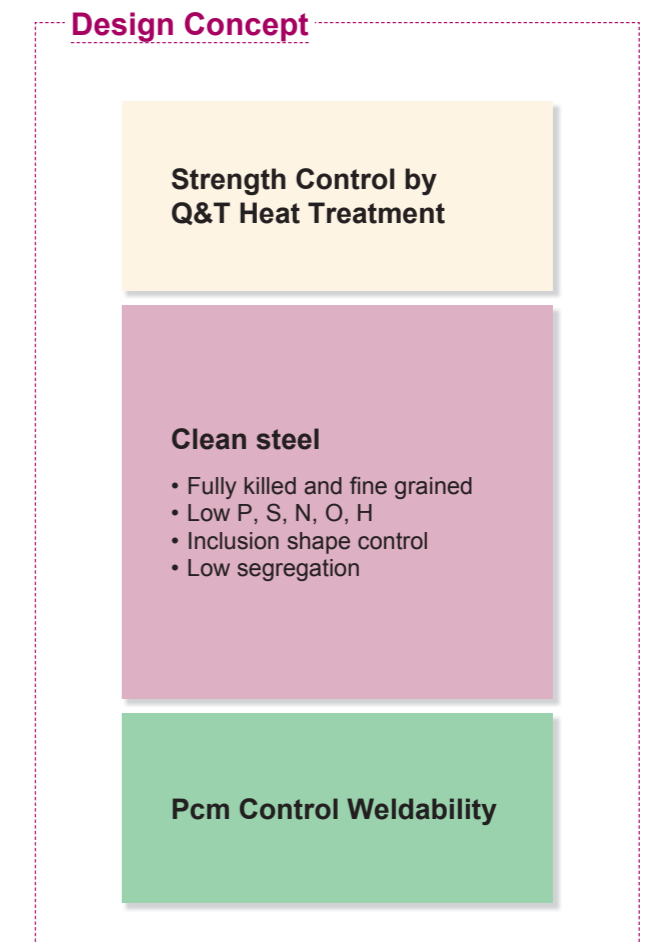 Design Concept
Strength Control by
Q&T Heat Treatment
Clean steel
• Fully killed and fine grained
• Low P, S, N, O, H
• Inclusion shape control
• Low segregation
Pcm Control Weldability